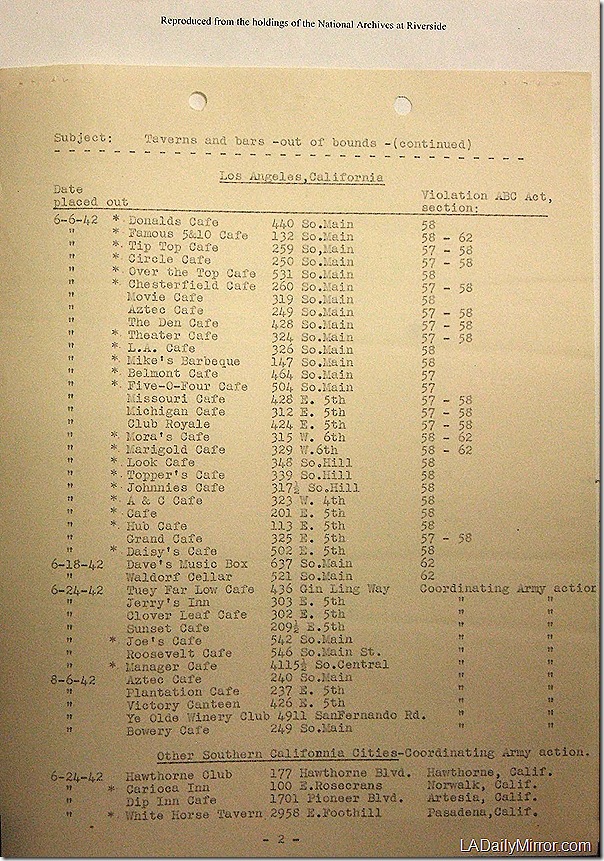 Reproduced from the holdings of the National Archives at Riverside
Subject: Taverns and bars -out of bounds -(continued)
Los Angeles,California
Date placed out Violation ABC Act, section:
6-6-42 * Donalds Cafe 440 So.Main 58
" * Famous 5&10 Cafe 132 So.Main 58 - 62
" * Tip Top Cafe 259 So,Main 57 - 58
" * Circle Cafe 250 So.Main 57 - 58
" * Over the Top Cafe 531 So.Main 58
" * Chesterfield Cafe 260 So.Main 57 - 58
" Movie Cafe 319 So.Main 58
" Aztec Cafe 249 So.Main 57 - 58
" The Den Cafe 428 So.Main 57 - 58
" * Theater Cafe 324 So.Main 57 - 58
" * L.A. Cafe 326 So.Main 58
" * Mike's Barbeque 147 So.Main 58
" * Belmont Cafe 464 So.Main 57
" * Five-O-Four Cafe 504 So.Main 57
" Missouri Cafe 428 E. 5th 57 - 58
" Michigan Cafe 312 E. 5th 57 - 58
" Club Royale 424 E. 5th 57 - 58
" * Mora's Cafe 315 W. 6th 58 - 62
" * Marigold Cafe 329 W.6th 58 - 62
" * Look Cafe 348 So.Hill 58
" * Topper's Cafe 339 So.Hill 58
" * Johnnies Cafe 317½ So.Hill 58
" * A & C Cafe 323 W. 4th 58
" * Cafe 201 E. 5th 58
" * Hub Cafe 113 E. 5th 58
" Grand Cafe 325 E. 5th 57 - 58
" * Daisy's Cafe 502 E. 5th 58
6-18-42 Dave's Music Box 637 So.Main 62
" Waldorf Cellar 521 So.Main 62
6-24-42 Tuey Far Low Cafe 436 Gin Ling Way Coordinating Army action
" Jerry's Inn 303 E. 5th " "
" Clover Leaf Cafe 302 E. 5th " "
" Sunset Cafe 209½ E.5th " "
" * Joe's Cafe 542 So.Main " "
" Roosevelt Cafe 546 So.Main St. " "
" * Manager Cafe 4115½ So.Central " "
8-6-42 Aztec Cafe 240 So.Main " "
" Plantation Cafe 237 E. 5th " "
" Victory Canteen 426 E. 5th " "
" Ye Olde Winery Club 4911 SanFernando Rd. " "
" Bowery Cafe 249 So.Main " "
Other Southern California Cities-Coordinating Army action.
6-24-42 Hawthorne Club 177 Hawthorne Blvd. Hawthorne, Calif.
" * Carioca Inn 100 E.Rosecrans Norwalk, Calif.
" Dip Inn Cafe 1701 Pioneer Blvd. Artesia, Calif.
" * White Horse Tavern 2958 E.Foothill Pasadena,Calif.
- 2 -
LADailyMirror.com